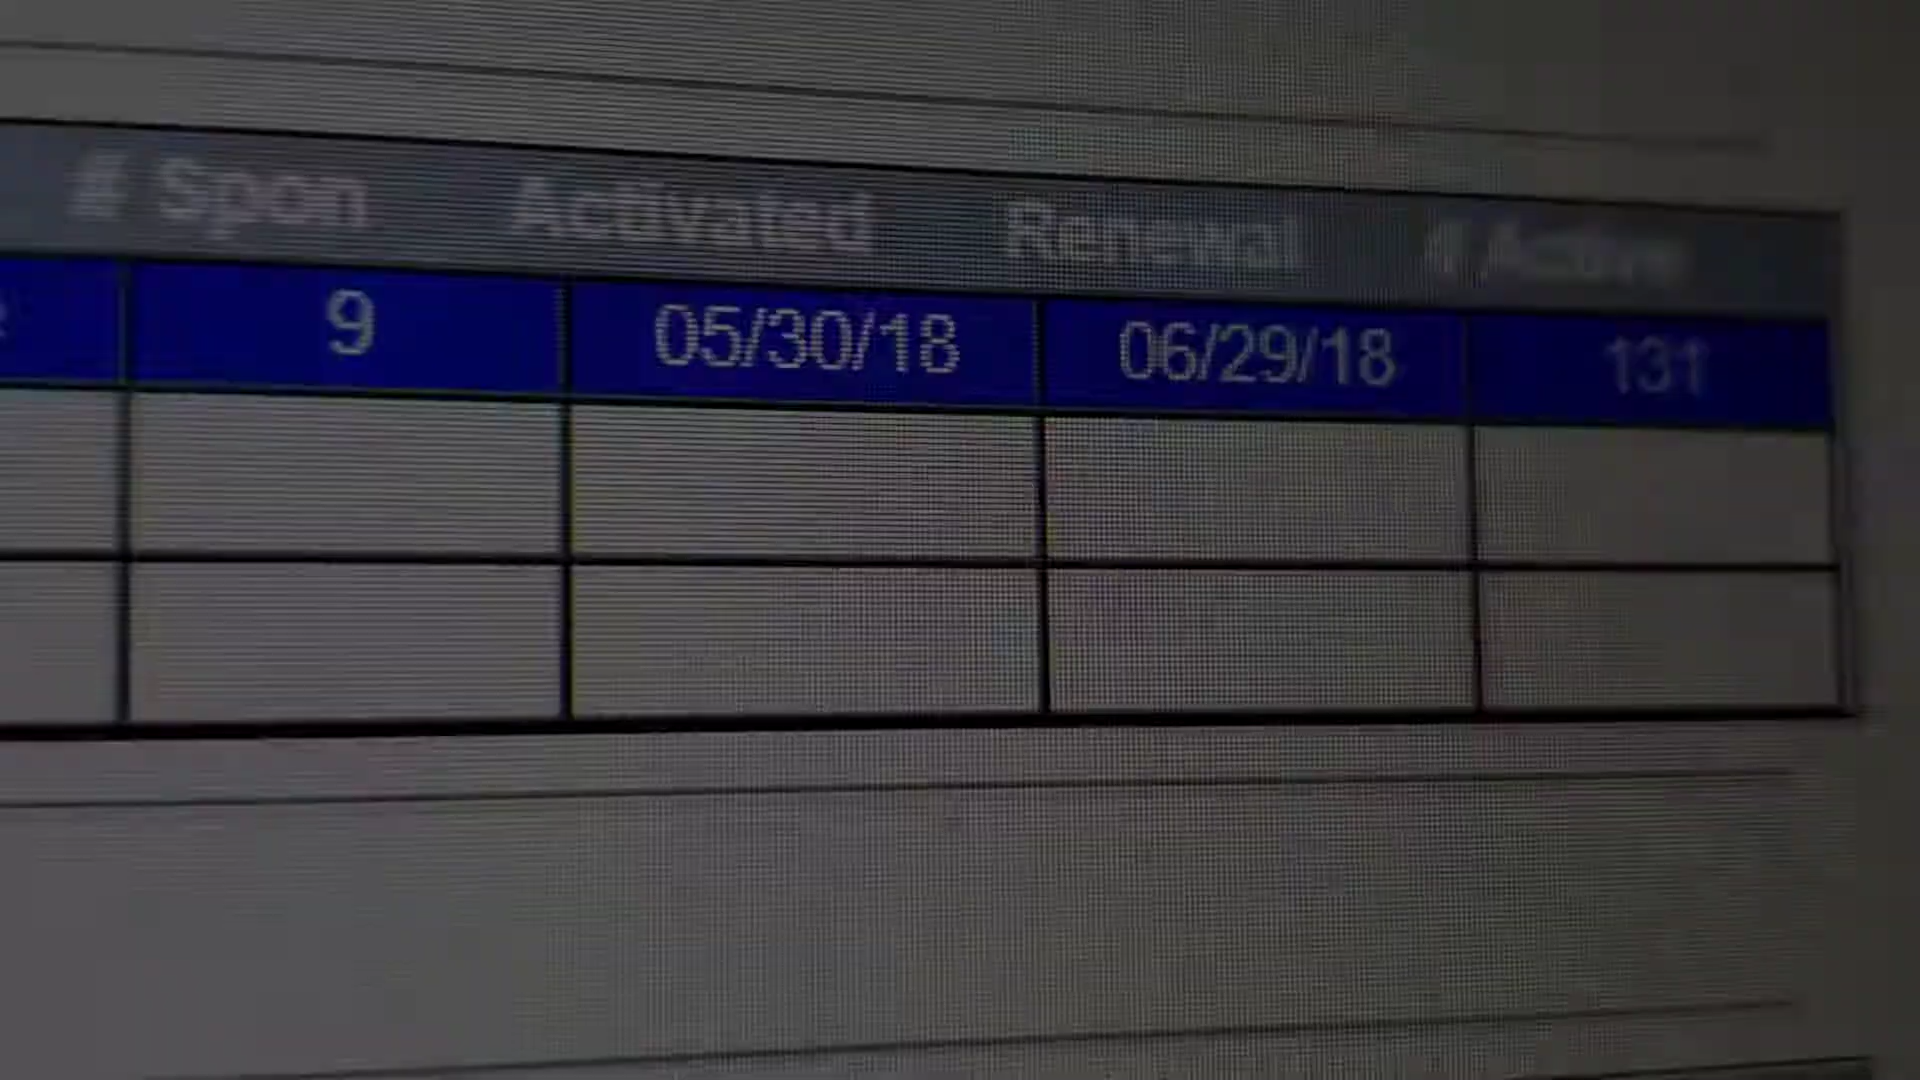 # Spon Activated Renewal # Active
9 05/30/18 06/29/18 131